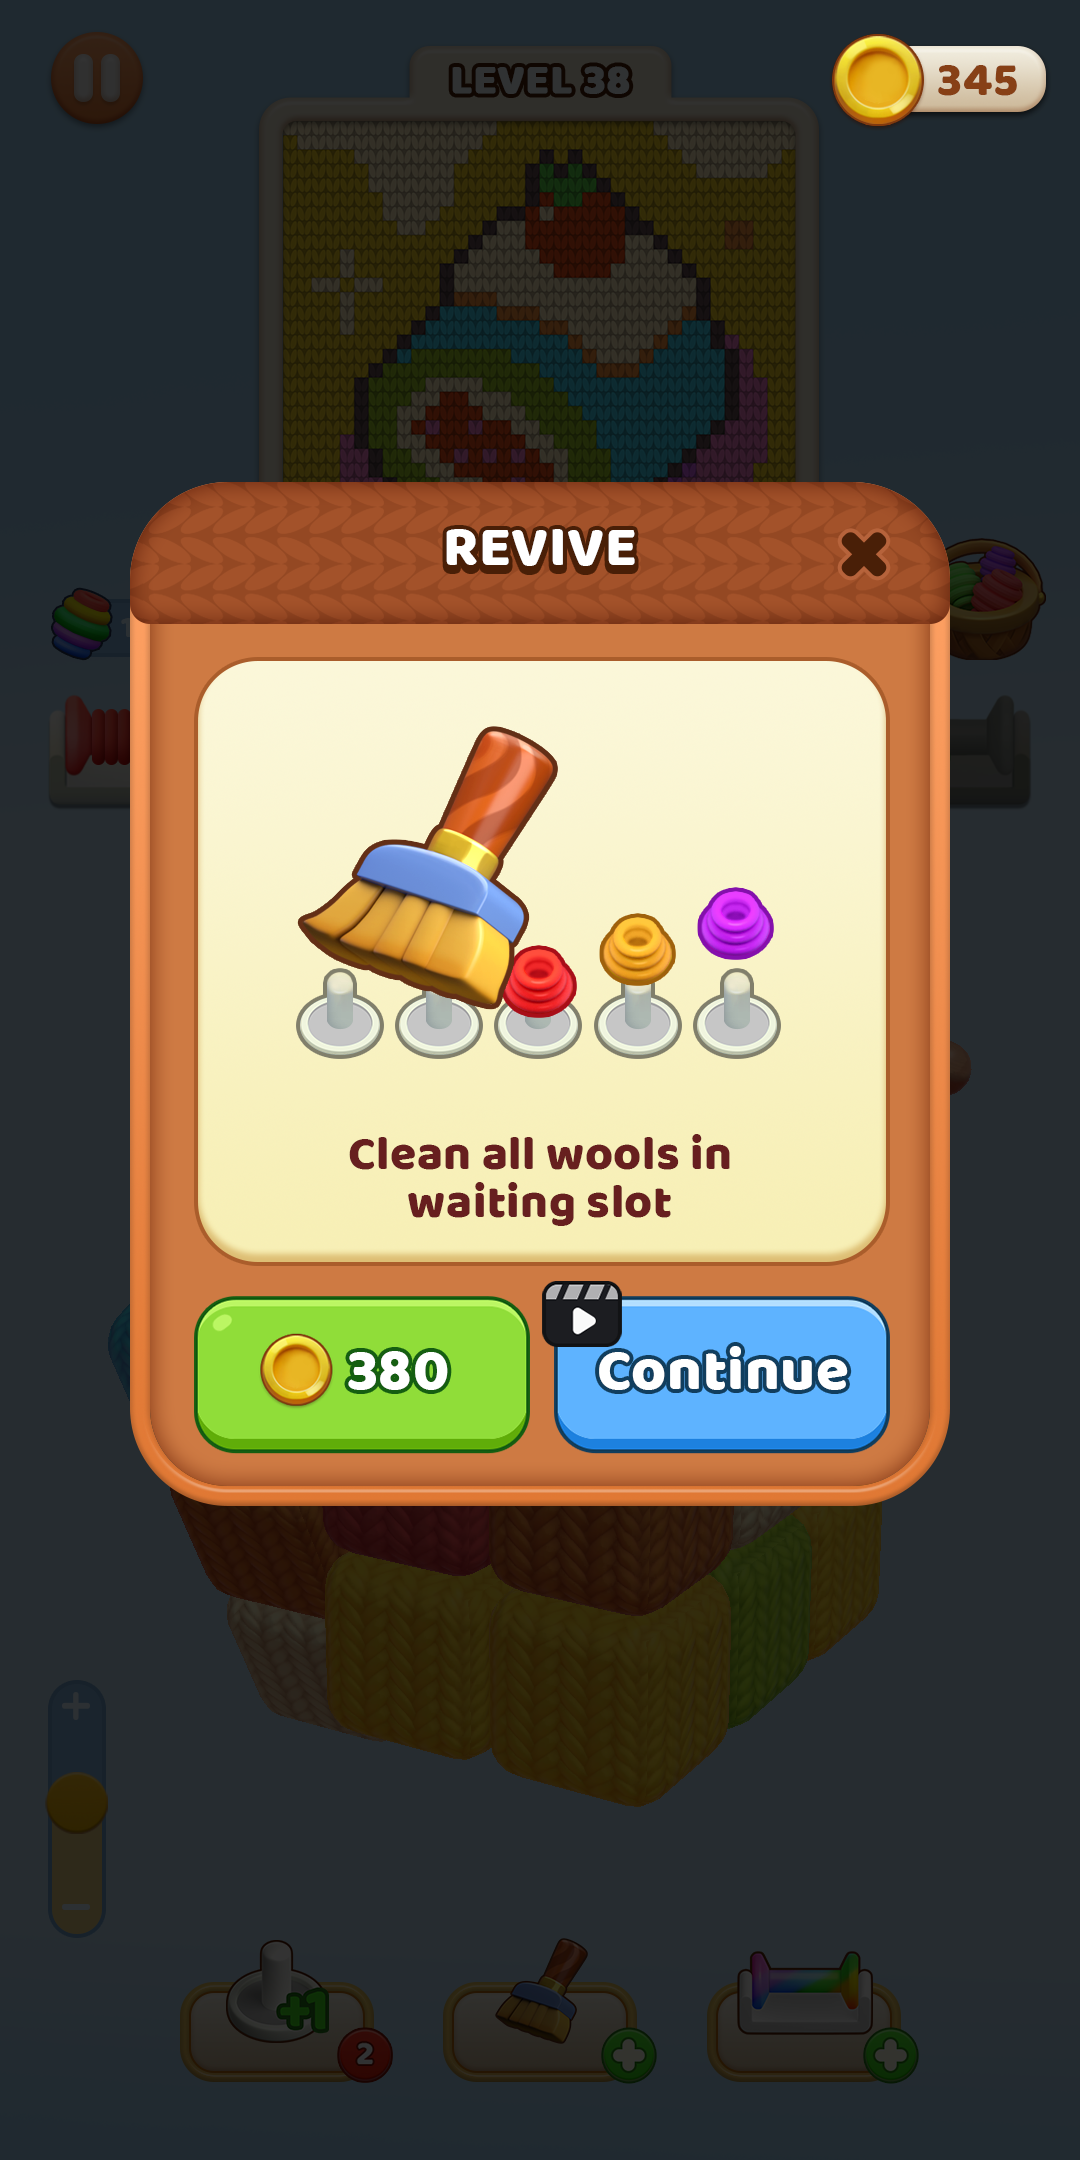 LEVEL 38
345
REVIVE
Clean all wools in
waiting slot
380
Continue
+1
2